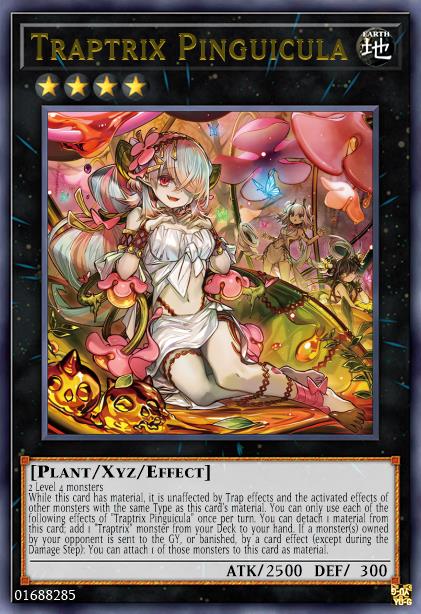 TRAPTRIX PINGUICULA
EARTH
地
[PLANT/XYZ/EFFECT]
2 Level 4 monsters
While this card has material, it is unaffected by Trap effects and the activated effects of
other monsters with the same Type as this card's material. You can only use each of the
following effects of "Traptrix Pinguicula" once per turn. You can detach 1 material from
this card; add 1 "Traptrix" monster from your Deck to your hand. If a monster(s) owned
by your opponent is sent to the GY, or banished, by a card effect (except during the
Damage Step): You can attach 1 of those monsters to this card as material.
ATK/2500 DEF/ 300
01688285